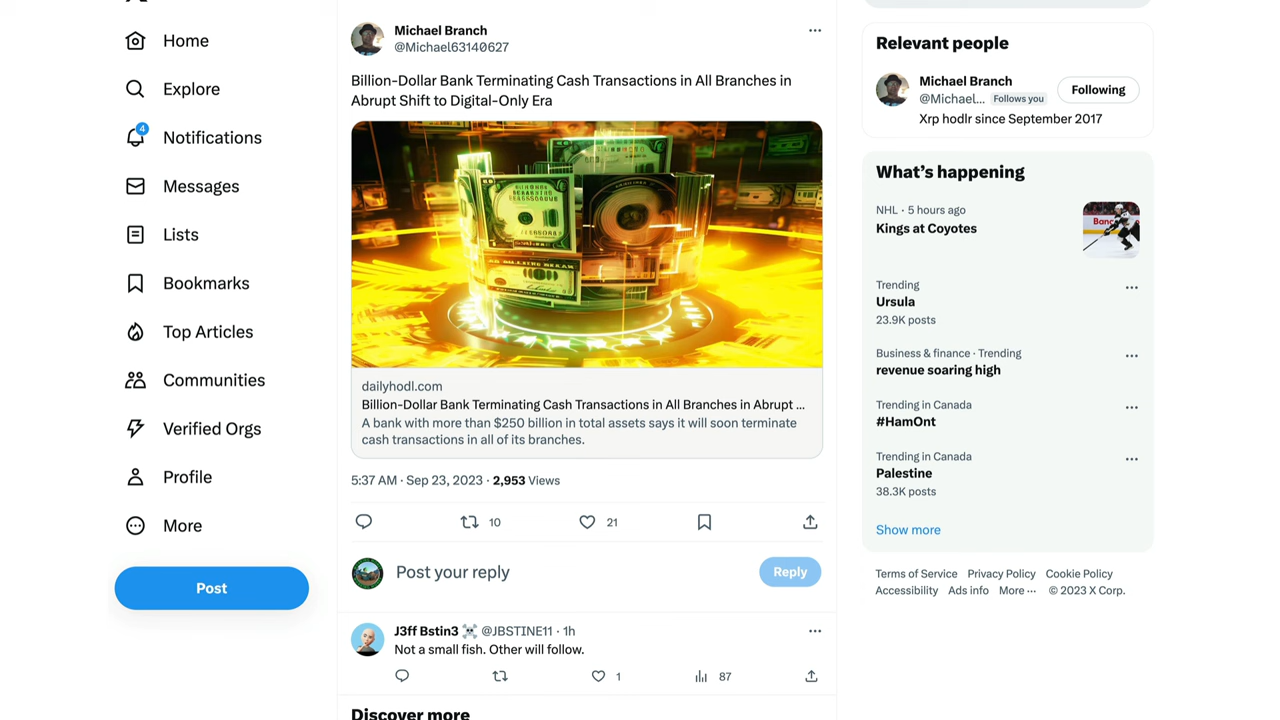 Home
Explore
4
Notifications
Messages
Lists
Bookmarks
Top Articles
Communities
Verified Orgs
Profile
More
Post
Michael Branch
@Michael63140627
Billion-Dollar Bank Terminating Cash Transactions in All Branches in
Abrupt Shift to Digital-Only Era
dailyhodl.com
Billion-Dollar Bank Terminating Cash Transactions in All Branches in Abrupt ...
A bank with more than $250 billion in total assets says it will soon terminate
cash transactions in all of its branches.
5:37 AM · Sep 23, 2023 · 2,953 Views
10
21
Post your reply
Reply
J3ff Bstin3 ☠️ @JBSTINE11 · 1h
Not a small fish. Other will follow.
1
87
Discover more
Relevant people
Michael Branch
@Michael... Follows you
Following
Xrp hodlr since September 2017
What's happening
NHL · 5 hours ago
Kings at Coyotes
Trending
Ursula
23.9K posts
Business & finance · Trending
revenue soaring high
Trending in Canada
#HamOnt
Trending in Canada
Palestine
38.3K posts
Show more
Terms of Service Privacy Policy Cookie Policy
Accessibility Ads info More ··· © 2023 X Corp.